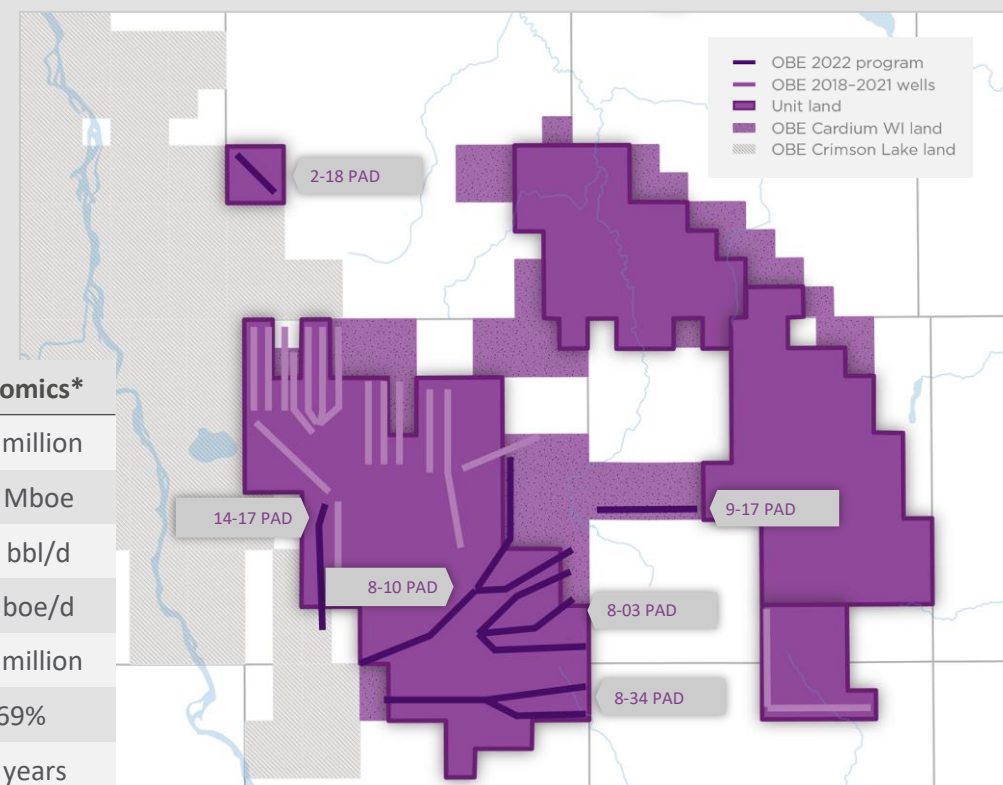 OBE 2022 program
OBE 2018–2021 wells
Unit land
OBE Cardium WI land
OBE Crimson Lake land
2-18 PAD
omics*
million
Mboe
bbl/d
boe/d
million
69%
years
14-17 PAD
9-17 PAD
8-10 PAD
8-03 PAD
8-34 PAD